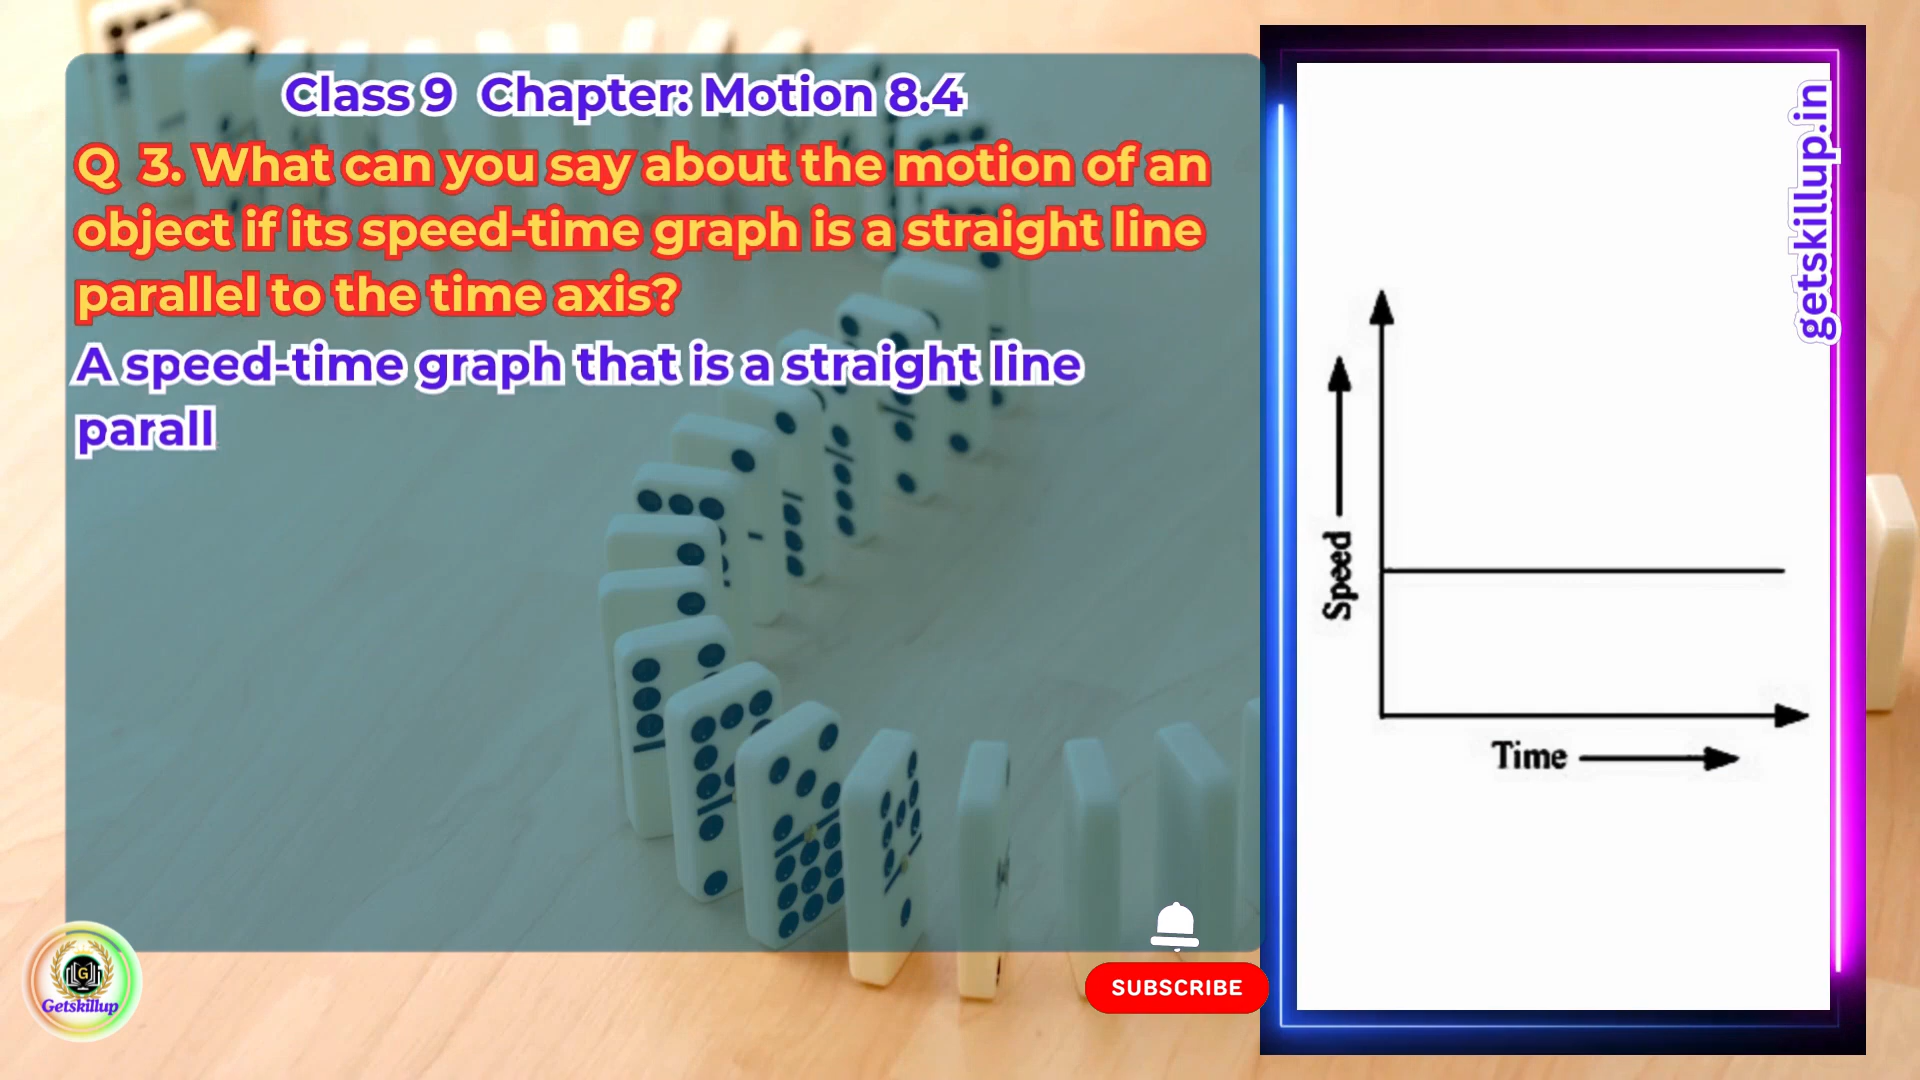 Class 9 Chapter: Motion 8.4
Q 3. What can you say about the motion of an
object if its speed-time graph is a straight line
parallel to the time axis?
A speed-time graph that is a straight line
parall
getskillup.in
Speed
Time
G
Getskillup
SUBSCRIBE